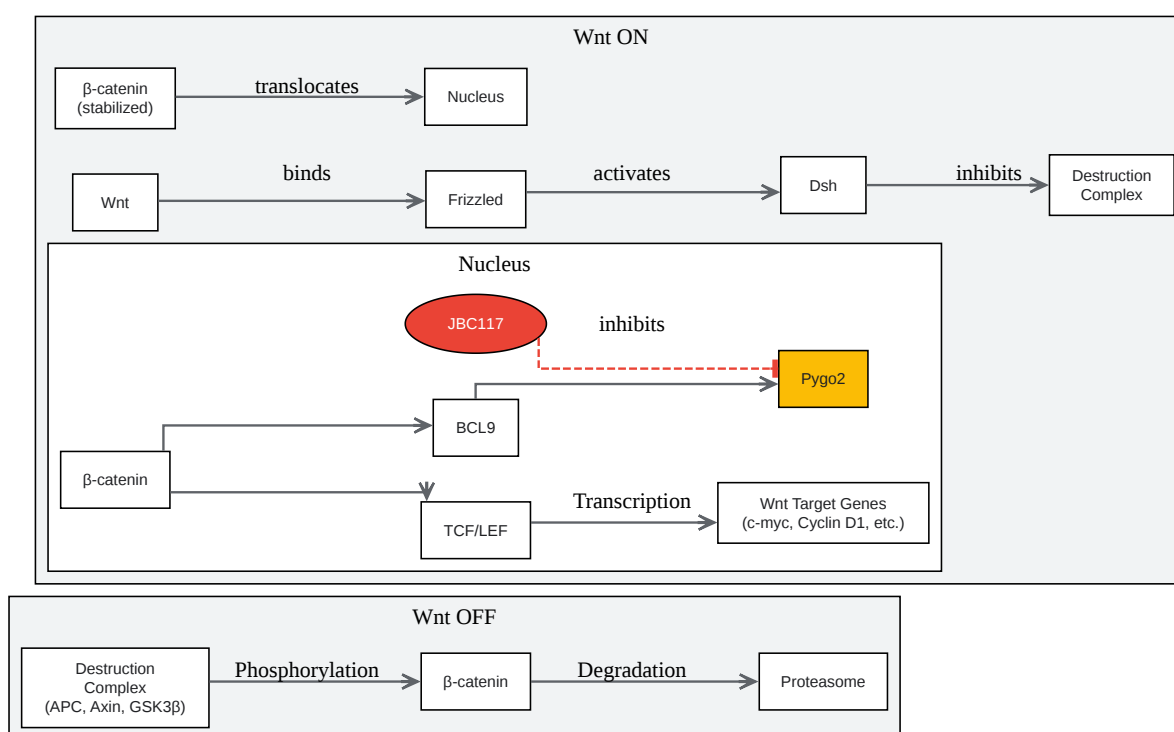 Wnt ON
β-catenin
(stabilized)
translocates
Nucleus
Wnt
binds
Frizzled
activates
Dsh
inhibits
Destruction
Complex
Nucleus
JBC117
inhibits
Pygo2
BCL9
β-catenin
TCF/LEF
Transcription
Wnt Target Genes
(c-myc, Cyclin D1, etc.)
Wnt OFF
Destruction
Complex
(APC, Axin, GSK3β)
Phosphorylation
β-catenin
Degradation
Proteasome